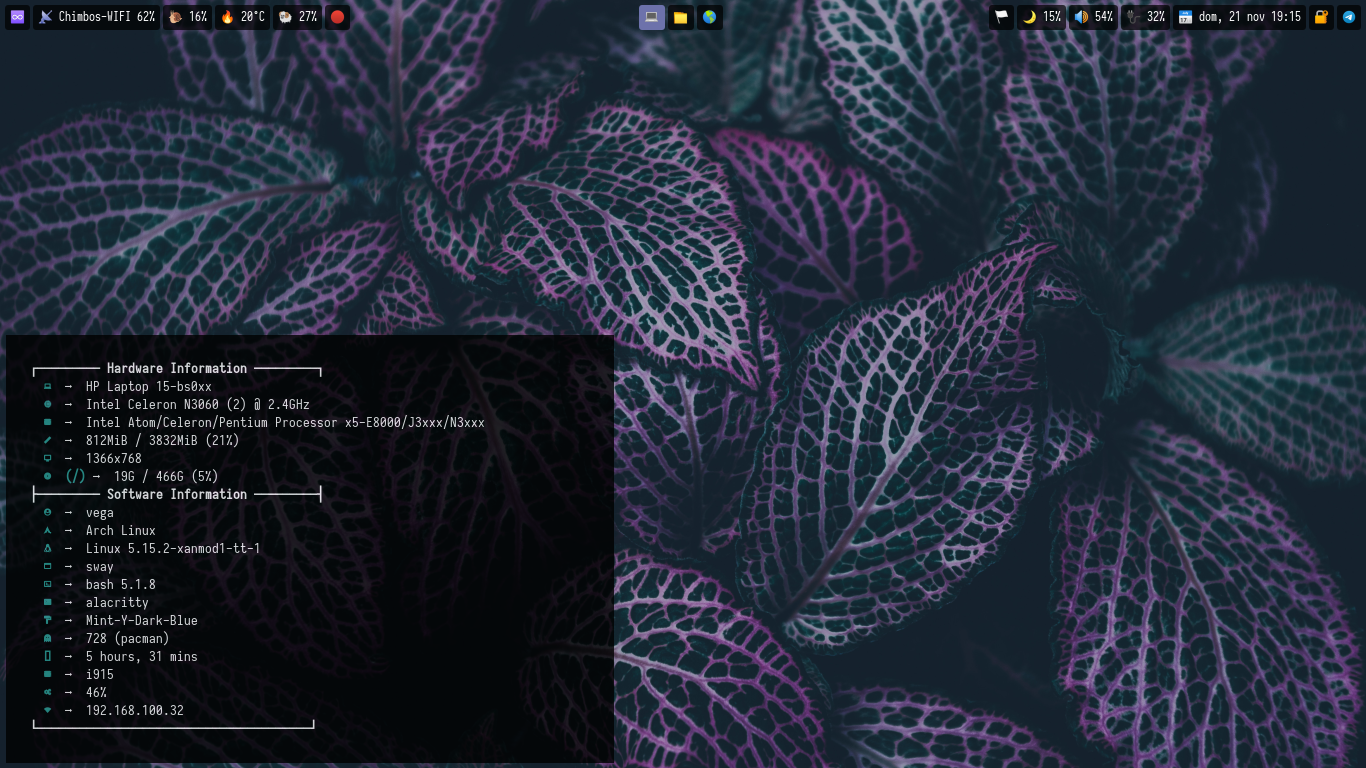 Chimbos-WIFI 62% 16% 20°C 27% 15% 54% 32% dom, 21 nov 19:15
Hardware Information
→ HP Laptop 15-bs0xx
→ Intel Celeron N3060 (2) @ 2.4GHz
→ Intel Atom/Celeron/Pentium Processor x5-E8000/J3xxx/N3xxx
→ 812MiB / 3832MiB (21%)
→ 1366x768
(/) → 19G / 466G (5%)
Software Information
→ vega
→ Arch Linux
→ Linux 5.15.2-xanmod1-tt-1
→ sway
→ bash 5.1.8
→ alacritty
→ Mint-Y-Dark-Blue
→ 728 (pacman)
→ 5 hours, 31 mins
→ i915
→ 46%
→ 192.168.100.32